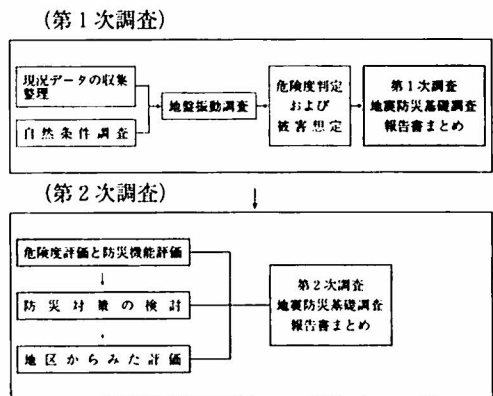 (第1次調査)
現況データの収集
整理
自然条件調査
地盤振動調査
危険度判定
および
被害想定
第1次調査
地震防災基礎調査
報告書まとめ
(第2次調査)
危険度評価と防災機能評価
防災対策の検討
地区からみた評価
第2次調査
地震防災基礎調査
報告書まとめ